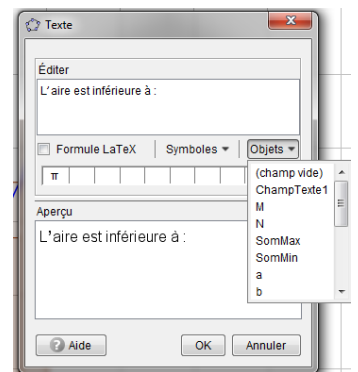 Texte
Éditer
L'aire est inférieure à :
Formule LaTeX Symboles Objets
π
(champ vide)
ChampTexte1
M
N
SomMax
SomMin
a
b
Aperçu
L'aire est inférieure à :
Aide OK Annuler